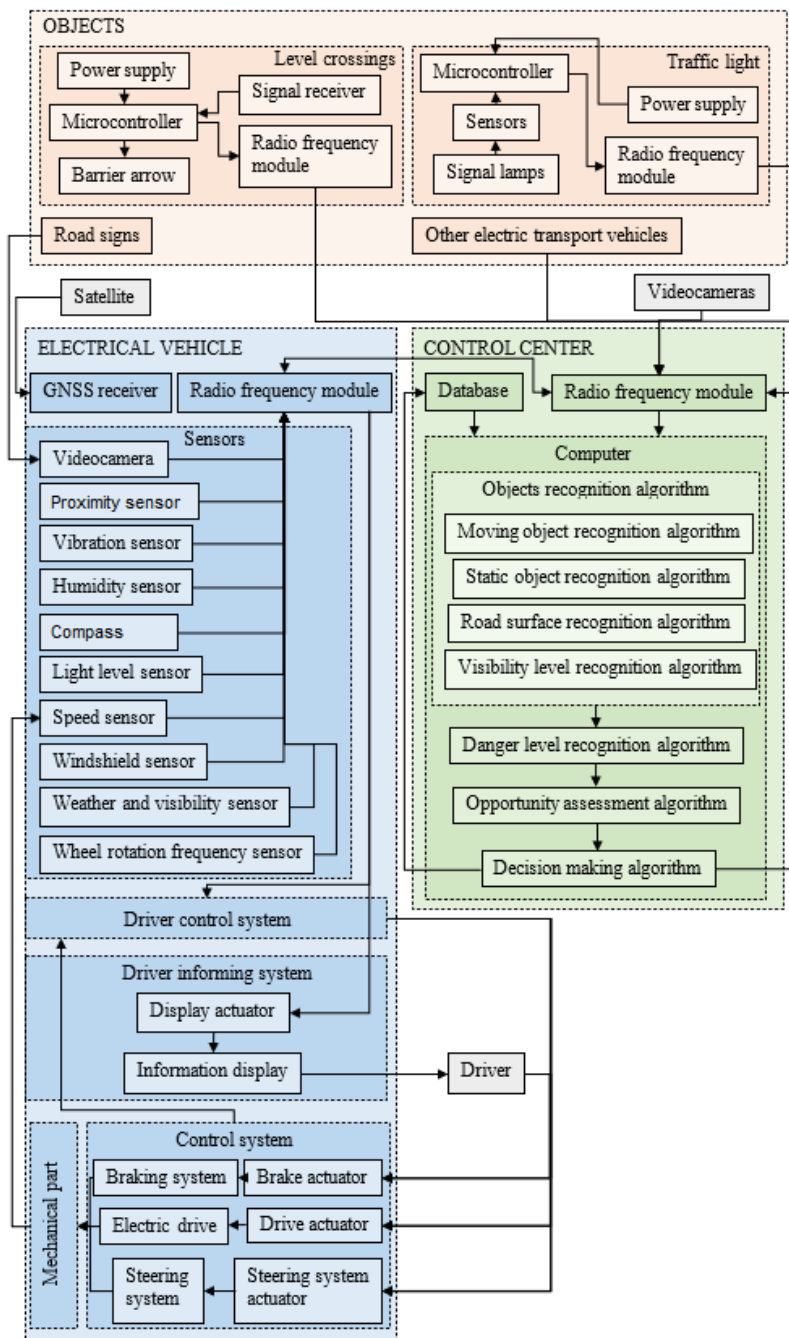 OBJECTS
Level crossings
Power supply
Signal receiver
Microcontroller
Radio frequency
module
Barrier arrow
Traffic light
Microcontroller
Power supply
Sensors
Radio frequency
module
Signal lamps
Road signs
Other electric transport vehicles
Satellite
Videocameras
ELECTRICAL VEHICLE
GNSS receiver
Radio frequency module
Sensors
Videocamera
Proximity sensor
Vibration sensor
Humidity sensor
Compass
Light level sensor
Speed sensor
Windshield sensor
Weather and visibility sensor
Wheel rotation frequency sensor
CONTROL CENTER
Database
Radio frequency module
Computer
Objects recognition algorithm
Moving object recognition algorithm
Static object recognition algorithm
Road surface recognition algorithm
Visibility level recognition algorithm
Danger level recognition algorithm
Opportunity assessment algorithm
Decision making algorithm
Driver control system
Driver informing system
Display actuator
Information display
Driver
Mechanical part
Control system
Braking system
Brake actuator
Electric drive
Drive actuator
Steering
system
Steering system
actuator